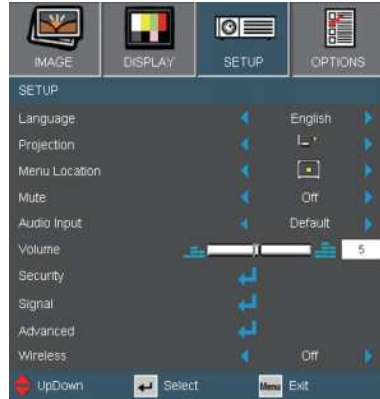 IMAGE DISPLAY SETUP OPTIONS
SETUP
Language English
Projection
Menu Location
Mute Off
Audio Input Default
Volume 5
Security
Signal
Advanced
Wireless Off
UpDown Select Menu Exit